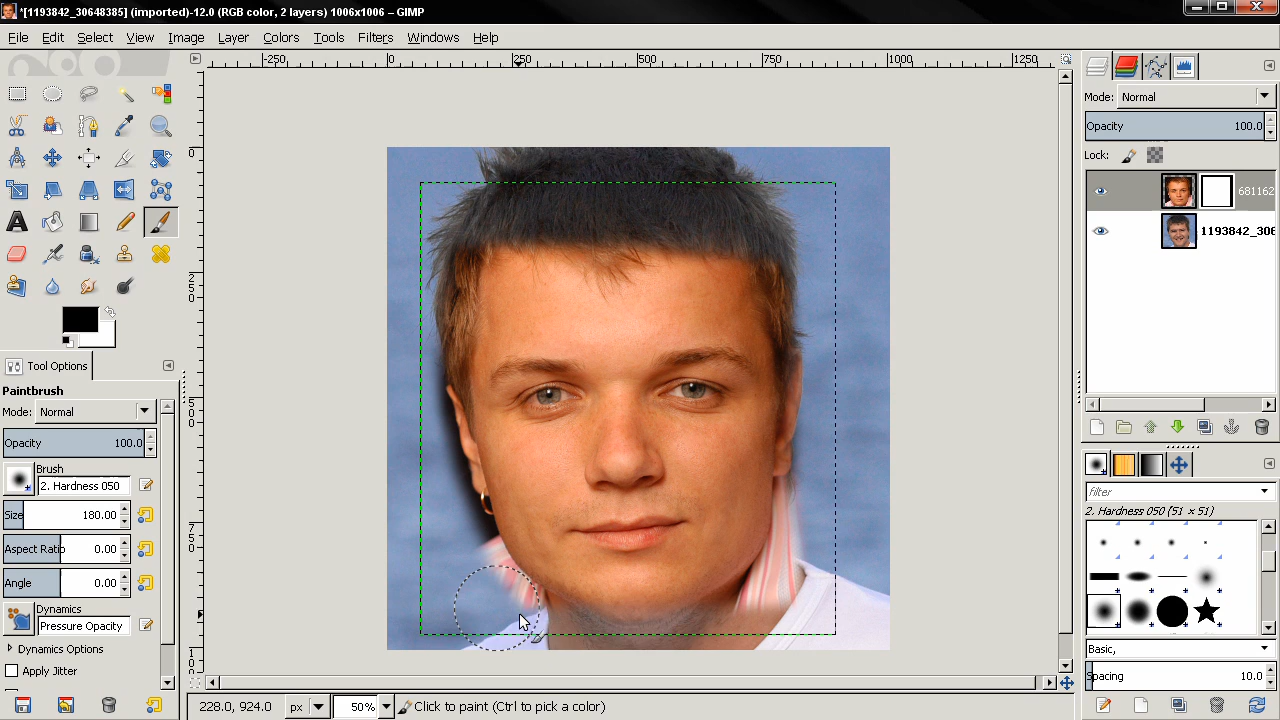 *[1193842_30648385] (imported)-12.0 (RGB color, 2 layers) 1006x1006 – GIMP
File Edit Select View Image Layer Colors Tools Filters Windows Help
-250 0 250 500 750 1000 1250
Mode: Normal
Opacity 100.0
Lock:
681162
1193842_306
0
250
500
750
Tool Options
Paintbrush
Mode: Normal
Opacity 100.0
Brush
2. Hardness 050
Size 180.00
Aspect Ratio 0.00
Angle 0.00
Dynamics
Pressure Opacity
Dynamics Options
Apply Jitter
filter
2. Hardness 050 (51 × 51)
Basic,
Spacing 10.0
228.0, 924.0 px 50% Click to paint (Ctrl to pick a color)